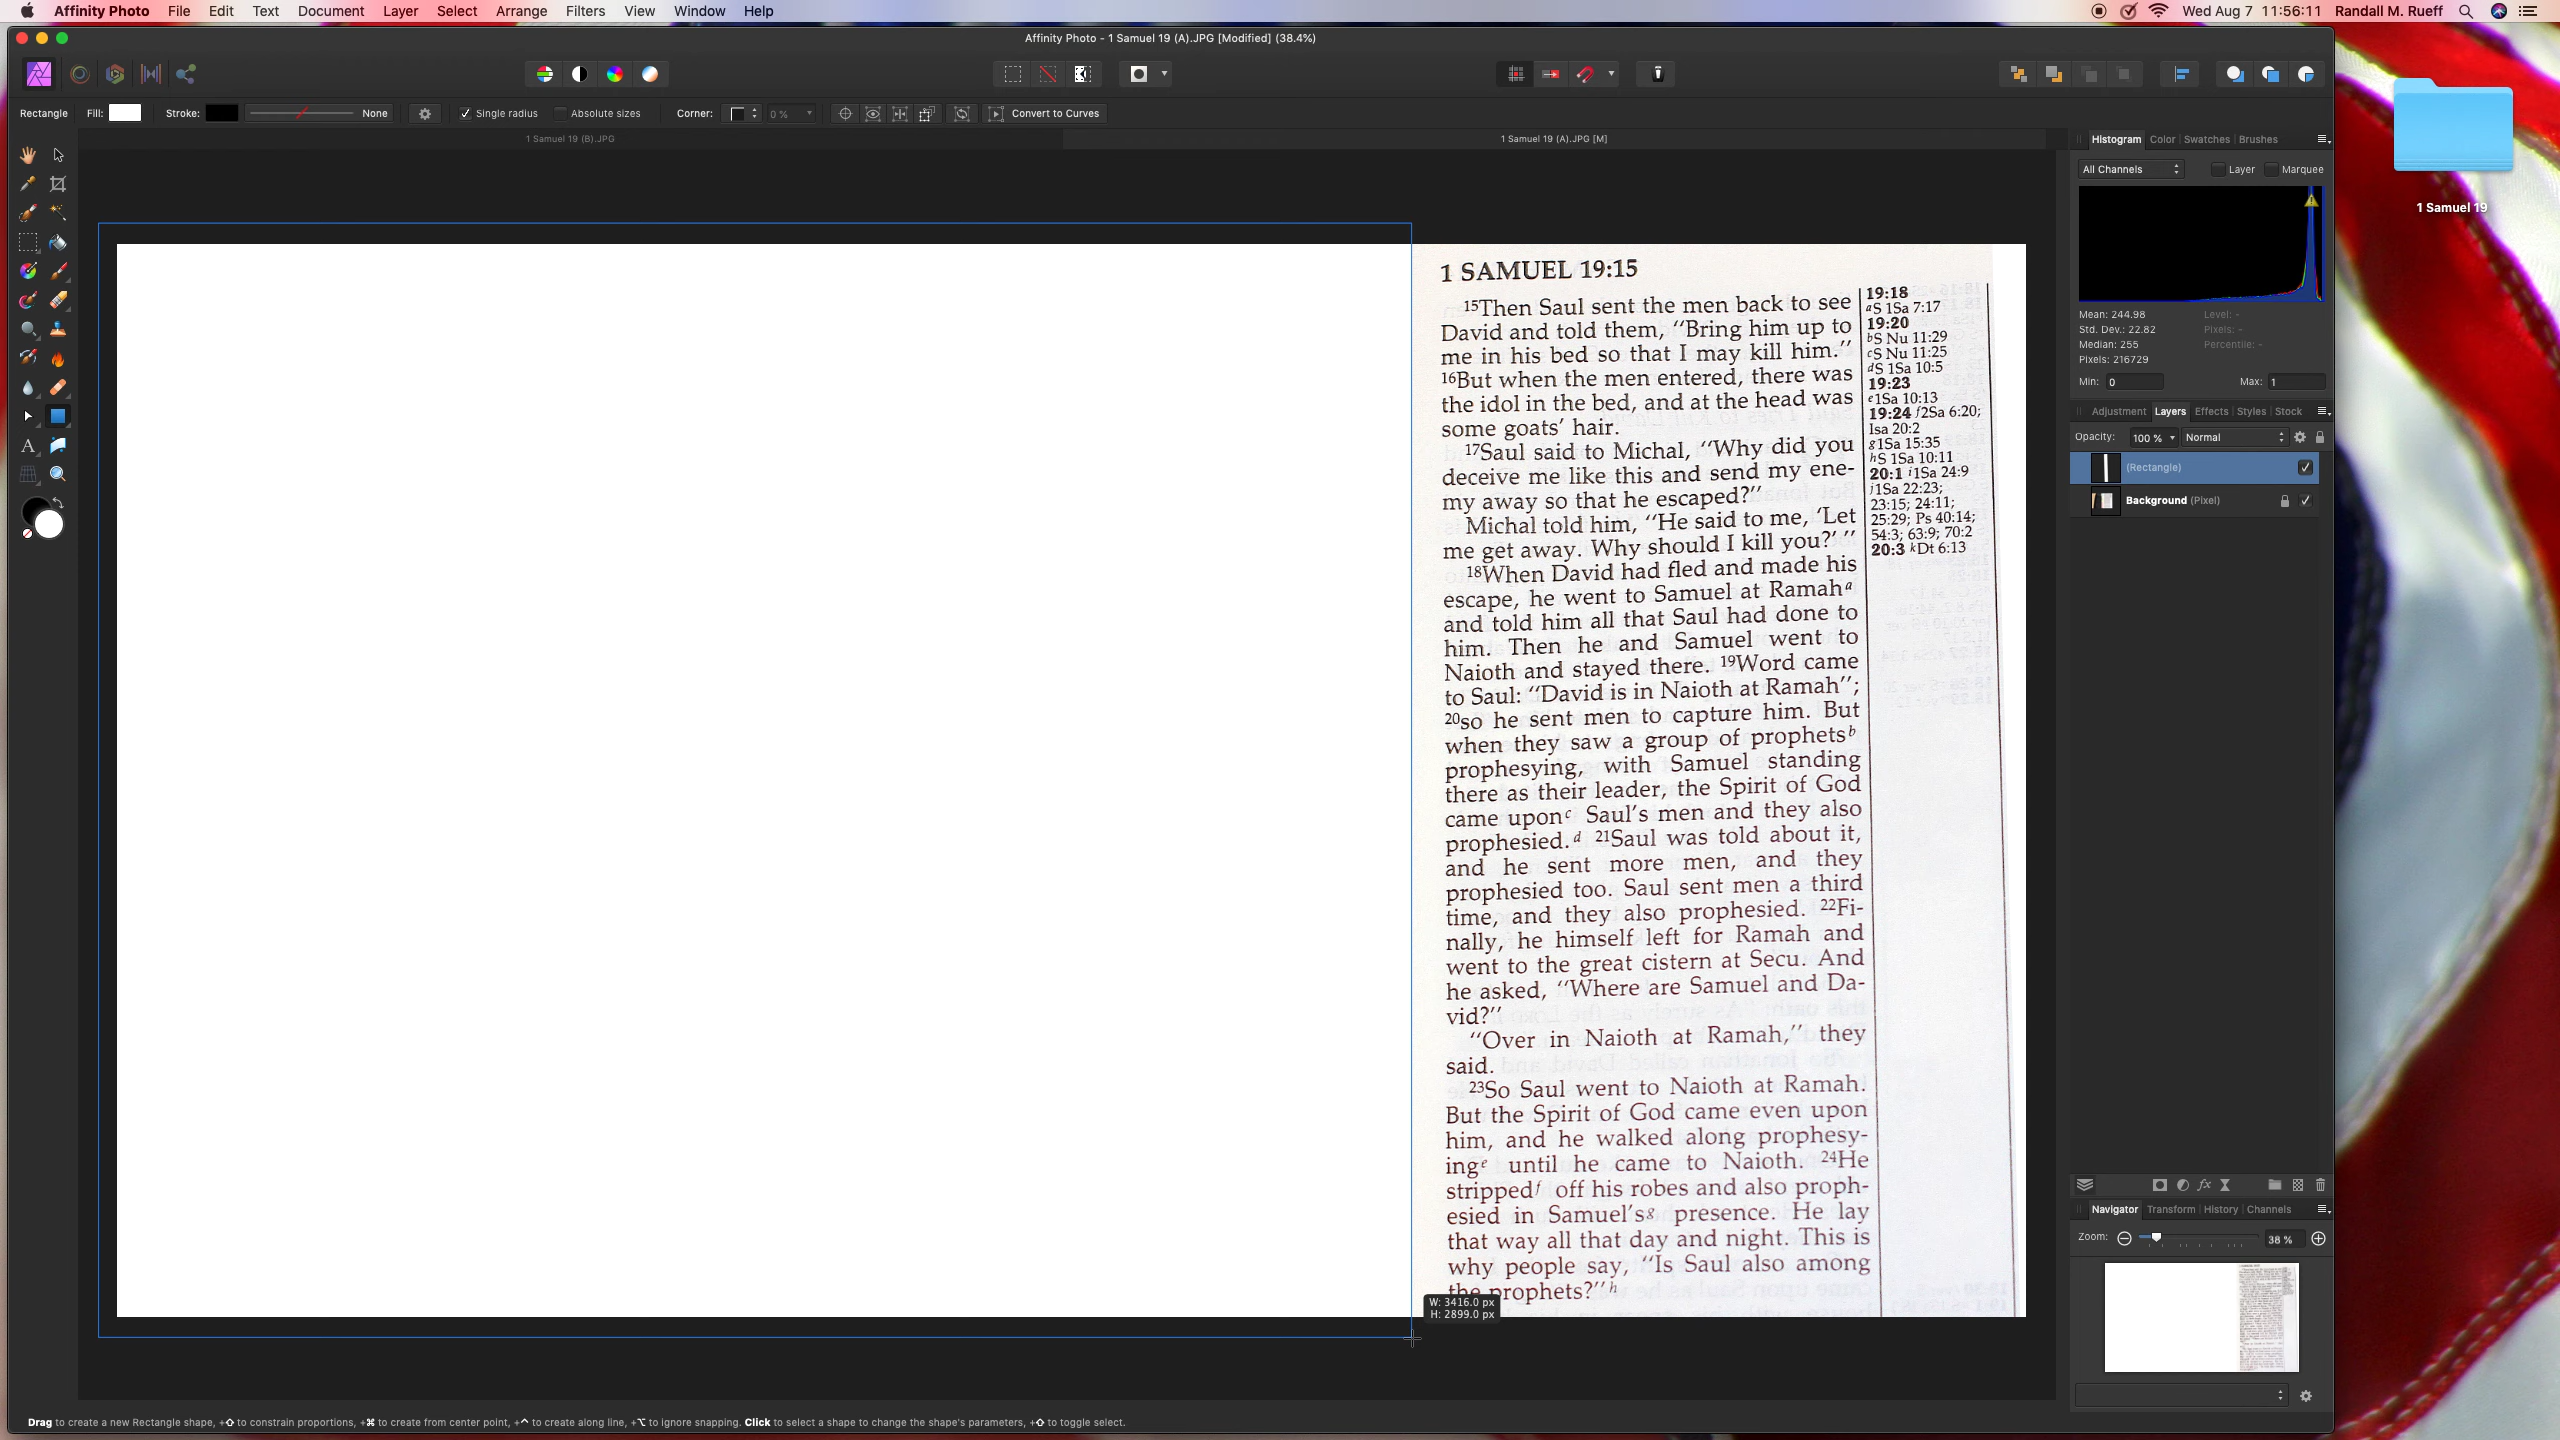 Affinity Photo File Edit Text Document Layer Select Arrange Filters View Window Help
Wed Aug 7 11:56:11 Randall M. Rueff
Affinity Photo - 1 Samuel 19 (A).JPG [Modified] (38.4%)
Rectangle Fill: Stroke: None Single radius Absolute sizes Corner: 0 % Convert to Curves
1 Samuel 19 (B).JPG
1 Samuel 19 (A).JPG [M]
1 SAMUEL 19:15
15Then Saul sent the men back to see
David and told them, “Bring him up to
me in his bed so that I may kill him.”
16But when the men entered, there was
the idol in the bed, and at the head was
some goats’ hair.
17Saul said to Michal, “Why did you
deceive me like this and send my ene-
my away so that he escaped?”
Michal told him, “He said to me, ‘Let
me get away. Why should I kill you?’ ”
18When David had fled and made his
escape, he went to Samuel at Ramah a
and told him all that Saul had done to
him. Then he and Samuel went to
Naioth and stayed there. 19Word came
to Saul: “David is in Naioth at Ramah”;
20so he sent men to capture him. But
when they saw a group of prophets b
prophesying, with Samuel standing
there as their leader, the Spirit of God
came upon c Saul’s men and they also
prophesied. d 21Saul was told about it,
and he sent more men, and they
prophesied too. Saul sent men a third
time, and they also prophesied. 22Fi-
nally, he himself left for Ramah and
went to the great cistern at Secu. And
he asked, “Where are Samuel and Da-
vid?”
“Over in Naioth at Ramah,” they
said.
23So Saul went to Naioth at Ramah.
But the Spirit of God came even upon
him, and he walked along prophesy-
ing e until he came to Naioth. 24He
stripped f off his robes and also proph-
esied in Samuel’s g presence. He lay
that way all that day and night. This is
why people say, “Is Saul also among
the prophets?” h
19:18
aS 1Sa 7:17
19:20
bS Nu 11:29
cS Nu 11:25
dS 1Sa 10:5
19:23
e1Sa 10:13
19:24 f2Sa 6:20;
Isa 20:2
g1Sa 15:35
hS 1Sa 10:11
20:1 i1Sa 24:9
j1Sa 22:23;
23:15; 24:11;
25:29; Ps 40:14;
54:3; 63:9; 70:2
20:3 kDt 6:13
W: 3416.0 px
H: 2899.0 px
Histogram Color Swatches Brushes
All Channels Layer Marquee
Mean: 244.98 Level: -
Std. Dev.: 22.82 Pixels: -
Median: 255 Percentile: -
Pixels: 216729
Min: 0 Max: 1
Adjustment Layers Effects Styles Stock
Opacity: 100 % Normal
(Rectangle)
Background (Pixel)
Navigator Transform History Channels
Zoom: 38 %
1 Samuel 19
Drag to create a new Rectangle shape, +⇧ to constrain proportions, +⌘ to create from center point, +⌃ to create along line, +⌥ to ignore snapping. Click to select a shape to change the shape's parameters, +⇧ to toggle select.